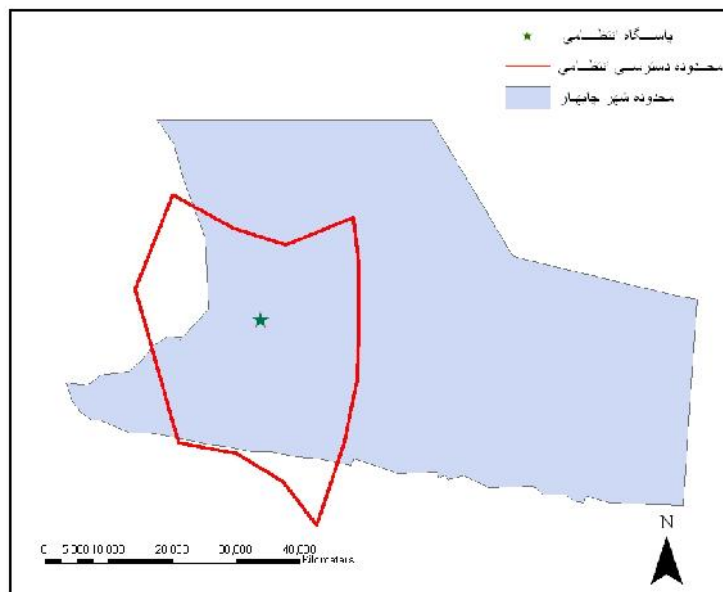 پاسگاه انتظامی
محدوده دسترسی انتظامی
محدوده شهر چابهار
N
0 5 000 10 000 20 000 30,000 40,000
Kilometers